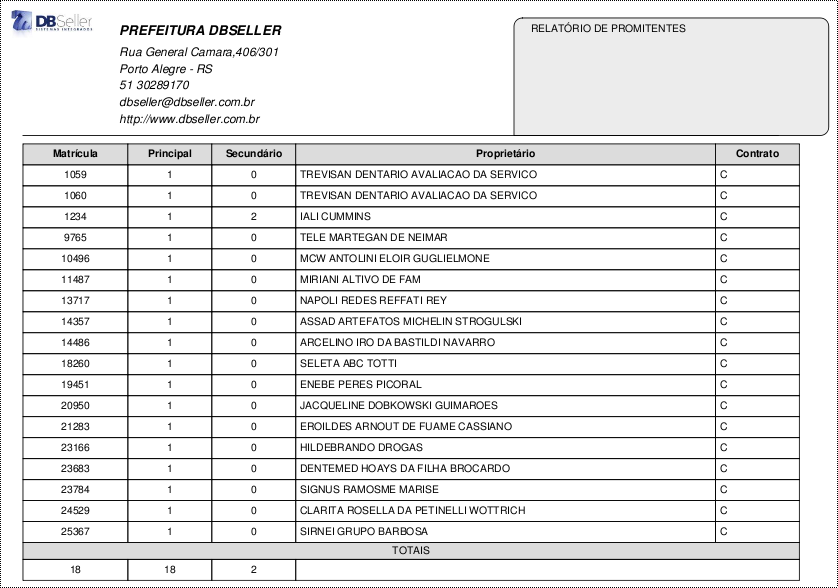 DBSeller
SISTEMAS INTEGRADOS
PREFEITURA DBSELLER
Rua General Camara,406/301
Porto Alegre - RS
51 30289170
dbseller@dbseller.com.br
http://www.dbseller.com.br
RELATÓRIO DE PROMITENTES
Matrícula Principal Secundário Proprietário Contrato
1059 1 0 TREVISAN DENTARIO AVALIACAO DA SERVICO C
1060 1 0 TREVISAN DENTARIO AVALIACAO DA SERVICO C
1234 1 2 IALI CUMMINS C
9765 1 0 TELE MARTEGAN DE NEIMAR C
10496 1 0 MCW ANTOLINI ELOIR GUGLIELMONE C
11487 1 0 MIRIANI ALTIVO DE FAM C
13717 1 0 NAPOLI REDES REFFATI REY C
14357 1 0 ASSAD ARTEFATOS MICHELIN STROGULSKI C
14486 1 0 ARCELINO IRO DA BASTILDI NAVARRO C
18260 1 0 SELETA ABC TOTTI C
19451 1 0 ENEBE PERES PICORAL C
20950 1 0 JACQUELINE DOBKOWSKI GUIMAROES C
21283 1 0 EROILDES ARNOUT DE FUAME CASSIANO C
23166 1 0 HILDEBRANDO DROGAS C
23683 1 0 DENTEMED HOAYS DA FILHA BROCARDO C
23784 1 0 SIGNUS RAMOSME MARISE C
24529 1 0 CLARITA ROSELLA DA PETINELLI WOTTRICH C
25367 1 0 SIRNEI GRUPO BARBOSA C
TOTAIS
18 18 2